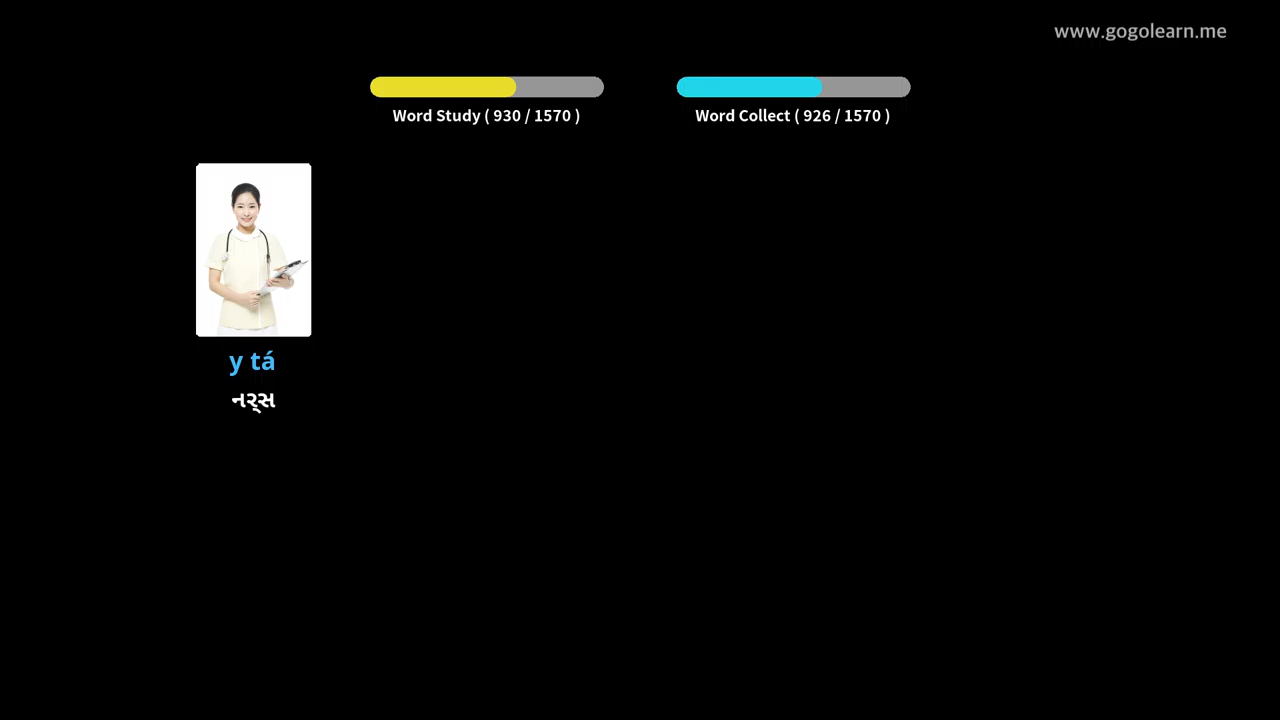 www.gogolearn.me
Word Study ( 930 / 1570 )
Word Collect ( 926 / 1570 )
y tá
નર્સ